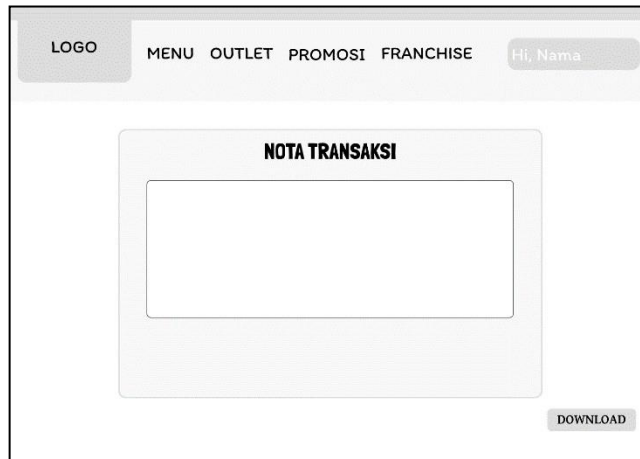 LOGO
MENU OUTLET PROMOSI FRANCHISE
Hi, Nama
NOTA TRANSAKSI
DOWNLOAD